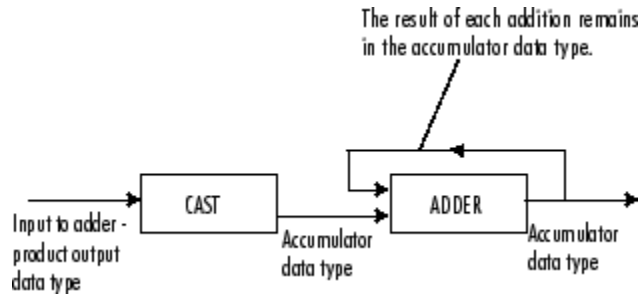 The result of each addition remains
in the accumulator data type.
CAST
ADDER
Input to adder -
product output
data type
Accumulator
data type
Accumulator
data type